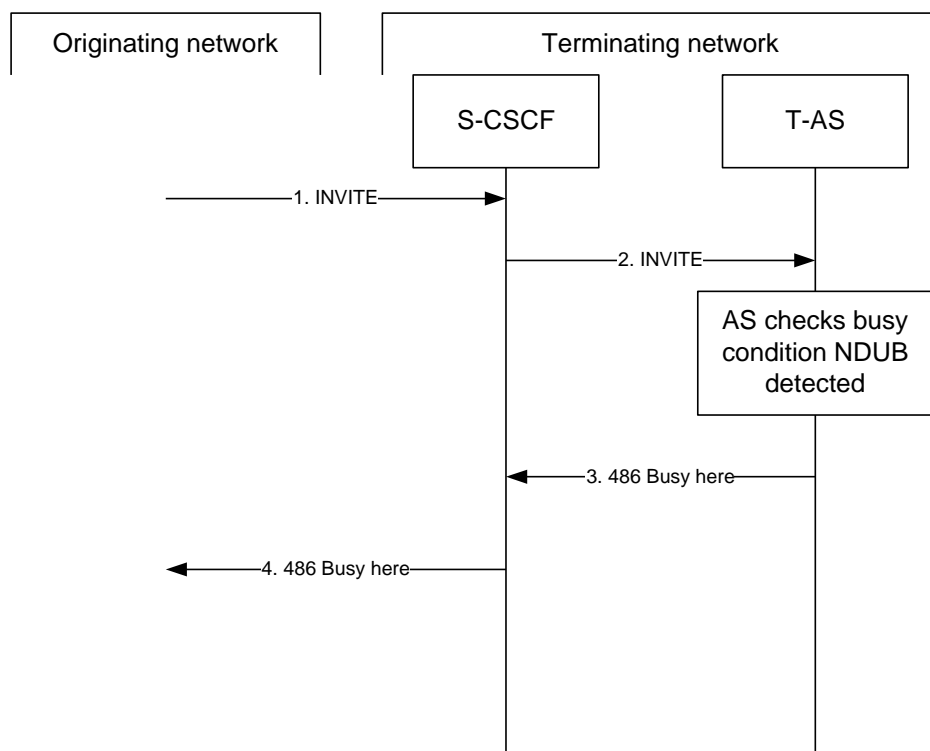 Originating network
Terminating network
S-CSCF
T-AS
1. INVITE
2. INVITE
AS checks busy
condition NDUB
detected
3. 486 Busy here
4. 486 Busy here